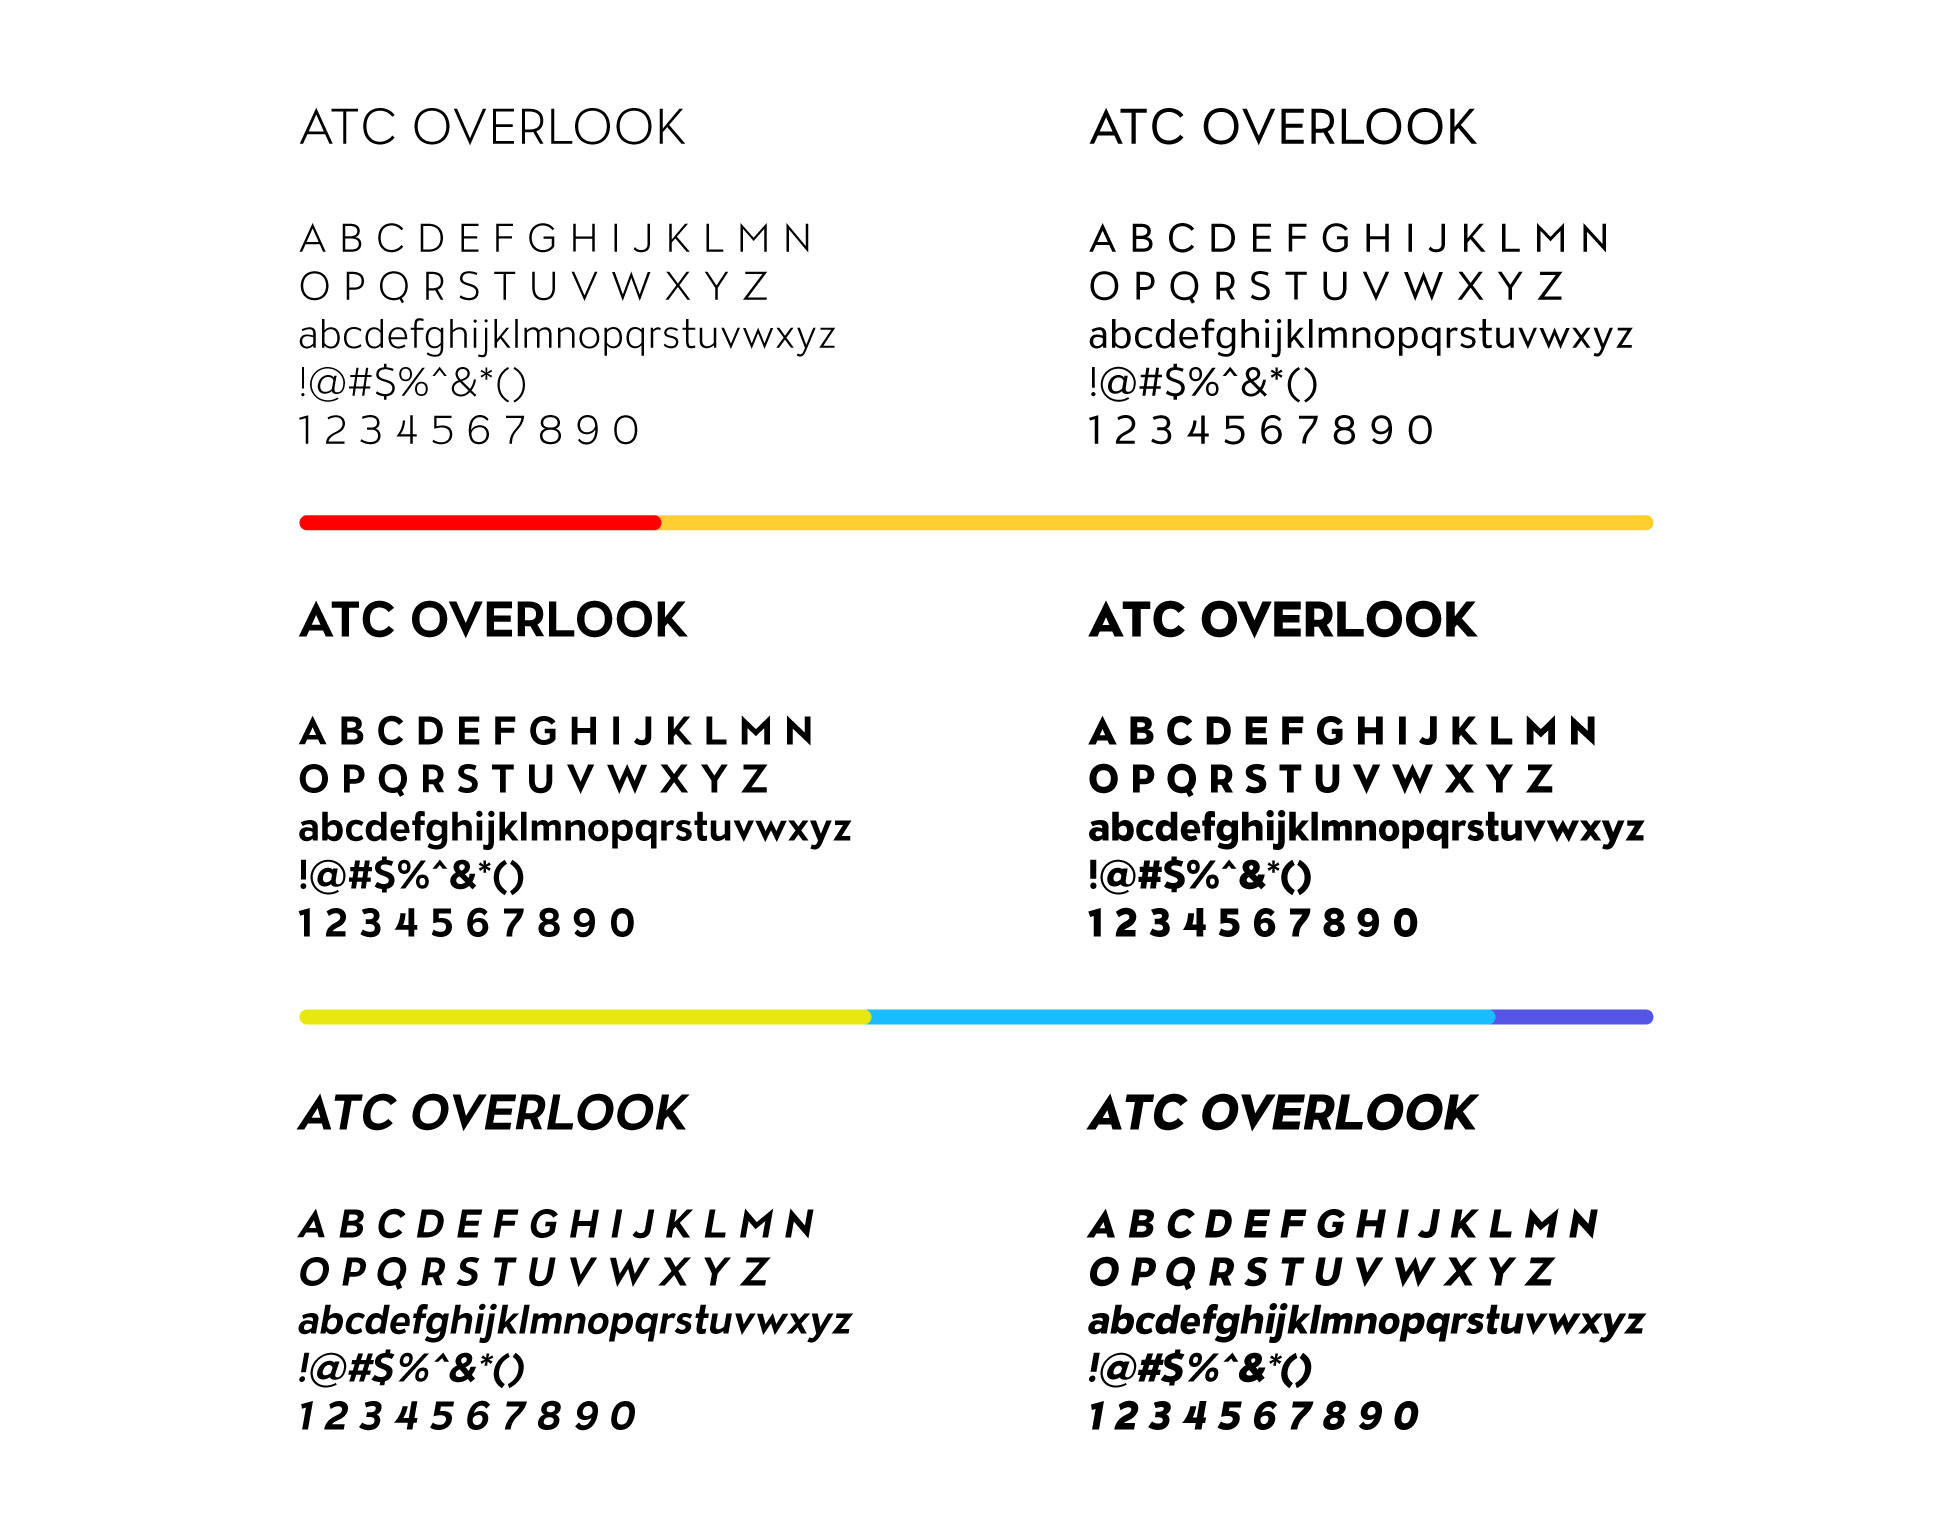 ATC OVERLOOK
A B C D E F G H I J K L M N
O P Q R S T U V W X Y Z
abcdefghijklmnopqrstuvwxyz
!@#$%^&*()
1 2 3 4 5 6 7 8 9 0
ATC OVERLOOK
A B C D E F G H I J K L M N
O P Q R S T U V W X Y Z
abcdefghijklmnopqrstuvwxyz
!@#$%^&*()
1 2 3 4 5 6 7 8 9 0
ATC OVERLOOK
A B C D E F G H I J K L M N
O P Q R S T U V W X Y Z
abcdefghijklmnopqrstuvwxyz
!@#$%^&*()
1 2 3 4 5 6 7 8 9 0
ATC OVERLOOK
A B C D E F G H I J K L M N
O P Q R S T U V W X Y Z
abcdefghijklmnopqrstuvwxyz
!@#$%^&*()
1 2 3 4 5 6 7 8 9 0
ATC OVERLOOK
A B C D E F G H I J K L M N
O P Q R S T U V W X Y Z
abcdefghijklmnopqrstuvwxyz
!@#$%^&*()
1 2 3 4 5 6 7 8 9 0
ATC OVERLOOK
A B C D E F G H I J K L M N
O P Q R S T U V W X Y Z
abcdefghijklmnopqrstuvwxyz
!@#$%^&*()
1 2 3 4 5 6 7 8 9 0